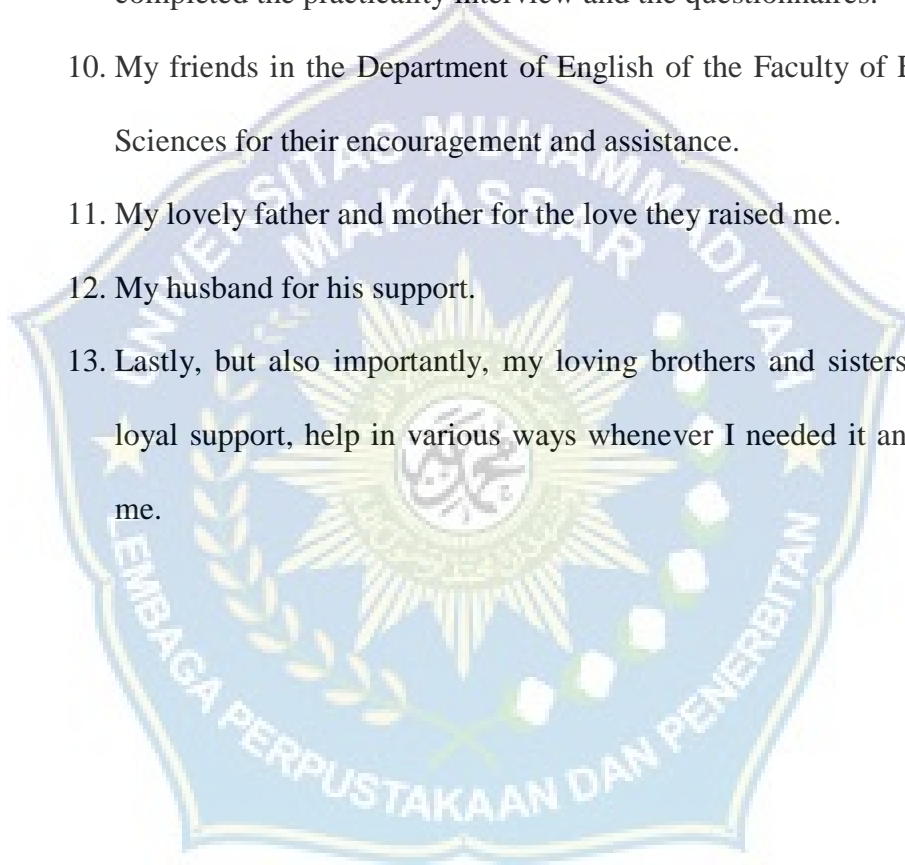 completed the practicality interview and the questionnaires.
10. My friends in the Department of English of the Faculty of
Sciences for their encouragement and assistance.
11. My lovely father and mother for the love they raised me.
12. My husband for his support.
13. Lastly, but also importantly, my loving brothers and sisters
loyal support, help in various ways whenever I needed it an
me.
UNIVERSITAS MUHAMMADIYAH
MAKASSAR
LEMBAGA PERPUSTAKAAN DAN PENERBITAN